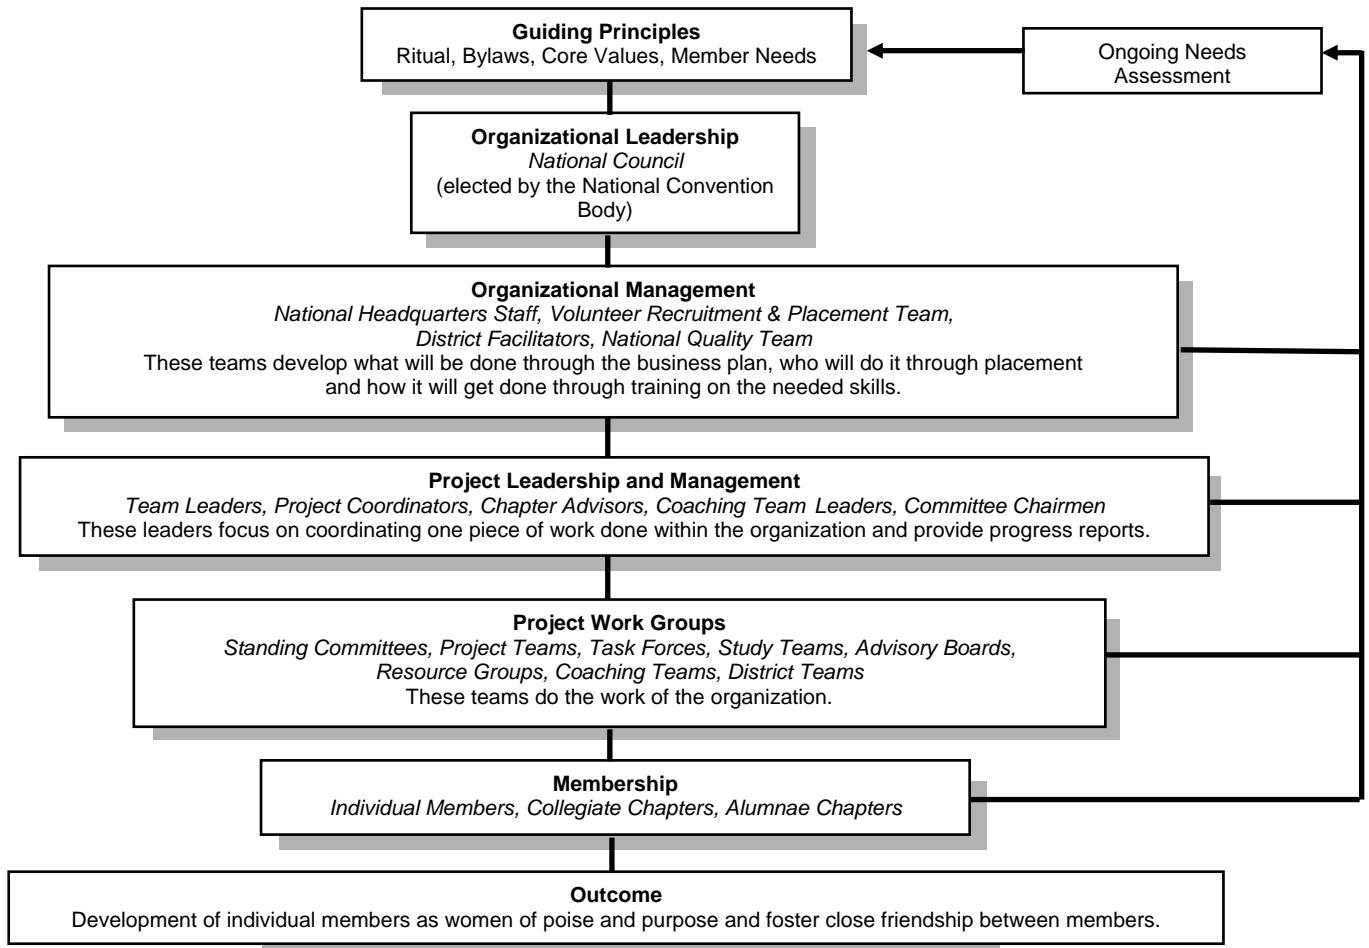 Guiding Principles
Ritual, Bylaws, Core Values, Member Needs
Ongoing Needs
Assessment
Organizational Leadership
National Council
(elected by the National Convention
Body)
Organizational Management
National Headquarters Staff, Volunteer Recruitment & Placement Team,
District Facilitators, National Quality Team
These teams develop what will be done through the business plan, who will do it through placement
and how it will get done through training on the needed skills.
Project Leadership and Management
Team Leaders, Project Coordinators, Chapter Advisors, Coaching Team Leaders, Committee Chairmen
These leaders focus on coordinating one piece of work done within the organization and provide progress reports.
Project Work Groups
Standing Committees, Project Teams, Task Forces, Study Teams, Advisory Boards,
Resource Groups, Coaching Teams, District Teams
These teams do the work of the organization.
Membership
Individual Members, Collegiate Chapters, Alumnae Chapters
Outcome
Development of individual members as women of poise and purpose and foster close friendship between members.